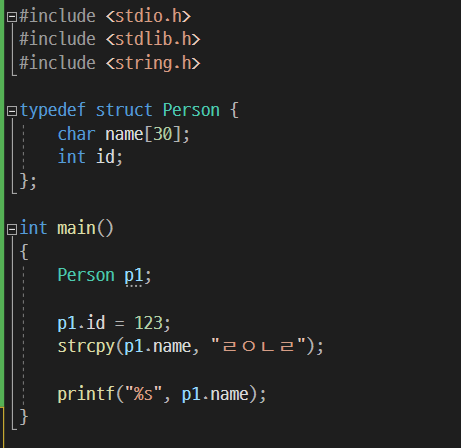 #include <stdio.h>
#include <stdlib.h>
#include <string.h>
typedef struct Person {
char name[30];
int id;
};
int main()
{
Person p1;
p1.id = 123;
strcpy(p1.name, "ㄹㅇㄴㄹ");
printf("%s", p1.name);
}